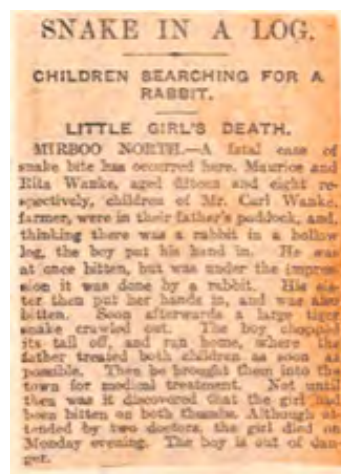 SNAKE IN A LOG.
CHILDREN SEARCHING FOR A
RABBIT.
LITTLE GIRL'S DEATH.
MIRBOO NORTH.—A fatal case of
snake bite has occurred here. Maurice and
Rita Wanke, aged fifteen and eight re-
spectively, children of Mr. Carl Wanke,
farmer, were in their father's paddock, and,
thinking there was a rabbit in a hollow
log, the boy put his hand in. He was
at once bitten, but was under the impres-
sion it was done by a rabbit. His sis-
ter then put her hands in, and was also
bitten. Soon afterwards a large tiger
snake crawled out. The boy chopped
its tail off, and ran home, where the
father treated both children as soon as
possible. Then he brought them into the
town for medical treatment. Not until
then was it discovered that the girl had
been bitten on both thumbs. Although at-
tended by two doctors, the girl died on
Monday evening. The boy is out of dan-
ger.